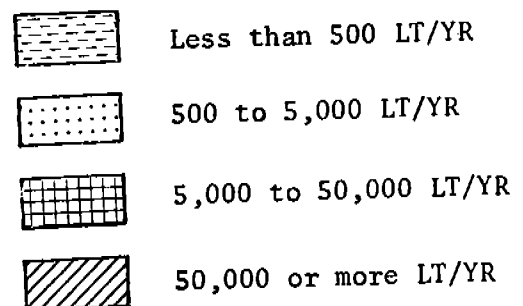 Less than 500 LT/YR
500 to 5,000 LT/YR
5,000 to 50,000 LT/YR
50,000 or more LT/YR